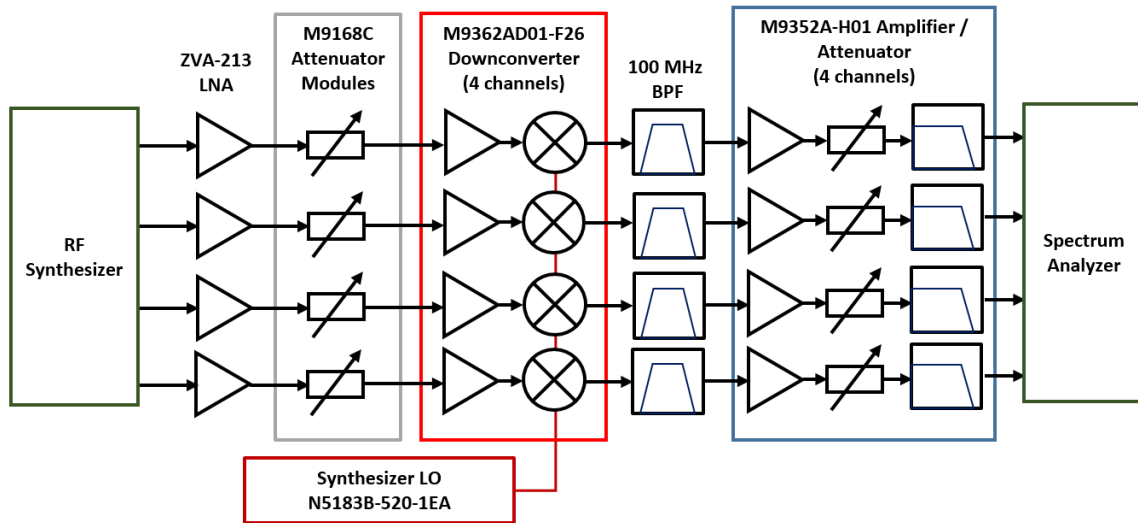 M9168C
Attenuator
Modules
M9362AD01-F26
Downconverter
(4 channels)
M9352A-H01 Amplifier /
Attenuator
(4 channels)
ZVA-213
LNA
100 MHz
BPF
RF
Synthesizer
Spectrum
Analyzer
Synthesizer LO
N5183B-520-1EA